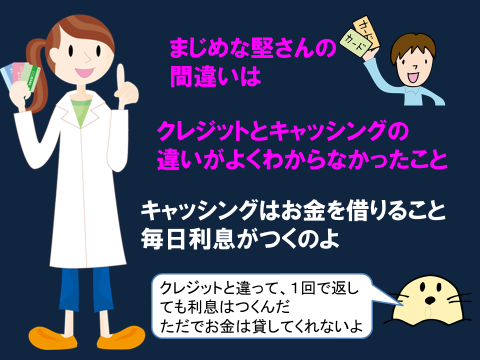 まじめな堅さんの
間違いは
カード
カード
クレジットとキャッシングの
違いがよくわからなかったこと
キャッシングはお金を借りること
毎日利息がつくのよ
クレジットと違って、１回で返し
ても利息はつくんだ
ただでお金は貸してくれないよ